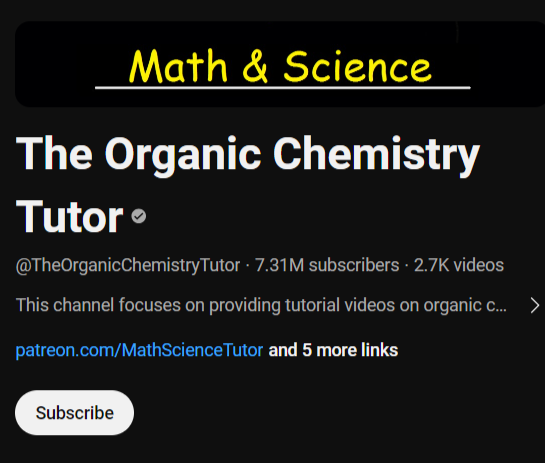 Math & Science
The Organic Chemistry
Tutor
@TheOrganicChemistryTutor · 7.31M subscribers · 2.7K videos
This channel focuses on providing tutorial videos on organic c...
patreon.com/MathScienceTutor and 5 more links
Subscribe